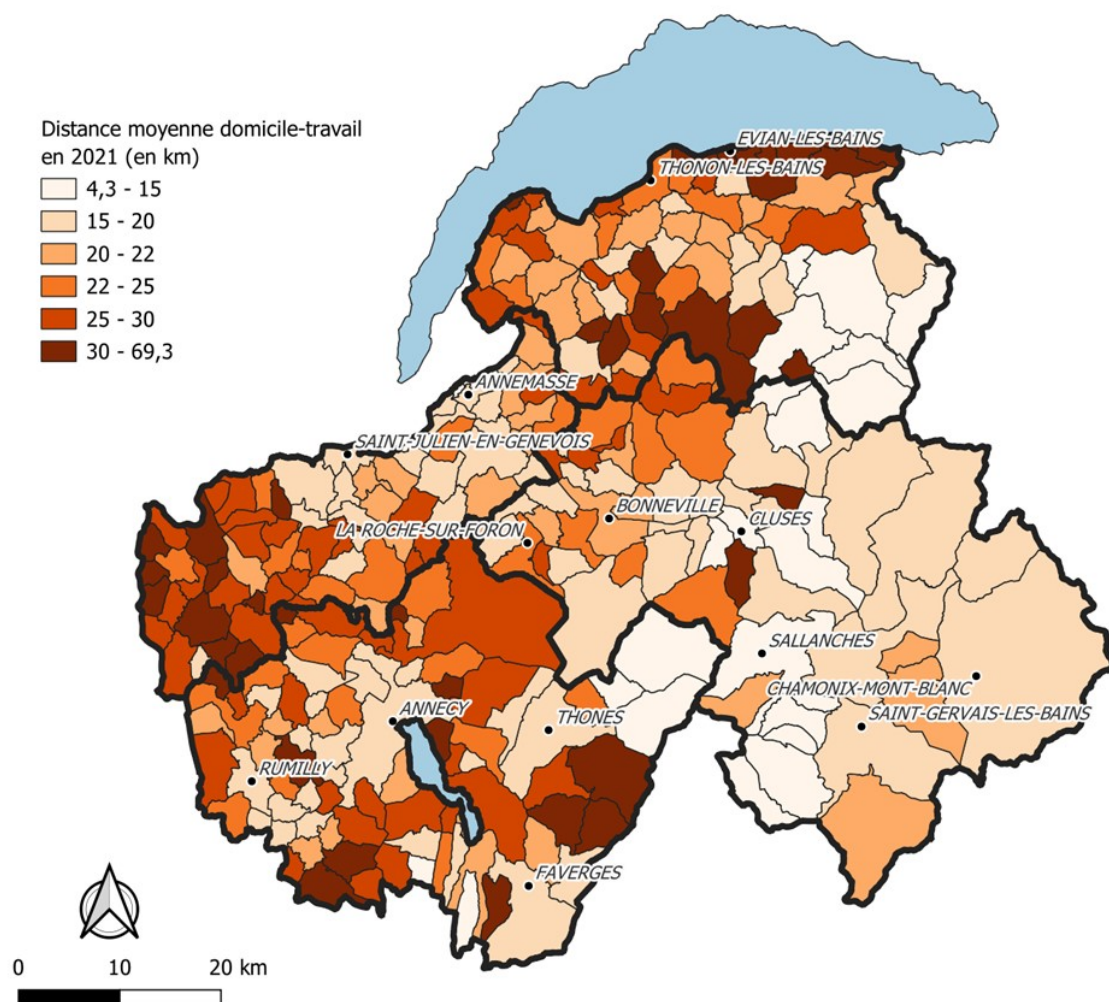 Distance moyenne domicile-travail
en 2021 (en km)
4,3 - 15
15 - 20
20 - 22
22 - 25
25 - 30
30 - 69,3
EVIAN-LES-BAINS
THONON-LES-BAINS
ANNEMASSE
SAINT-JULIEN-EN-GENEVOIS
BONNEVILLE
LA ROCHE-SUR-FORON
CLUSES
SALLANCHES
CHAMONIX-MONT-BLANC
ANNECY
THONES
SAINT-GERVAIS-LES-BAINS
RUMILLY
FAVERGES
0 10 20 km